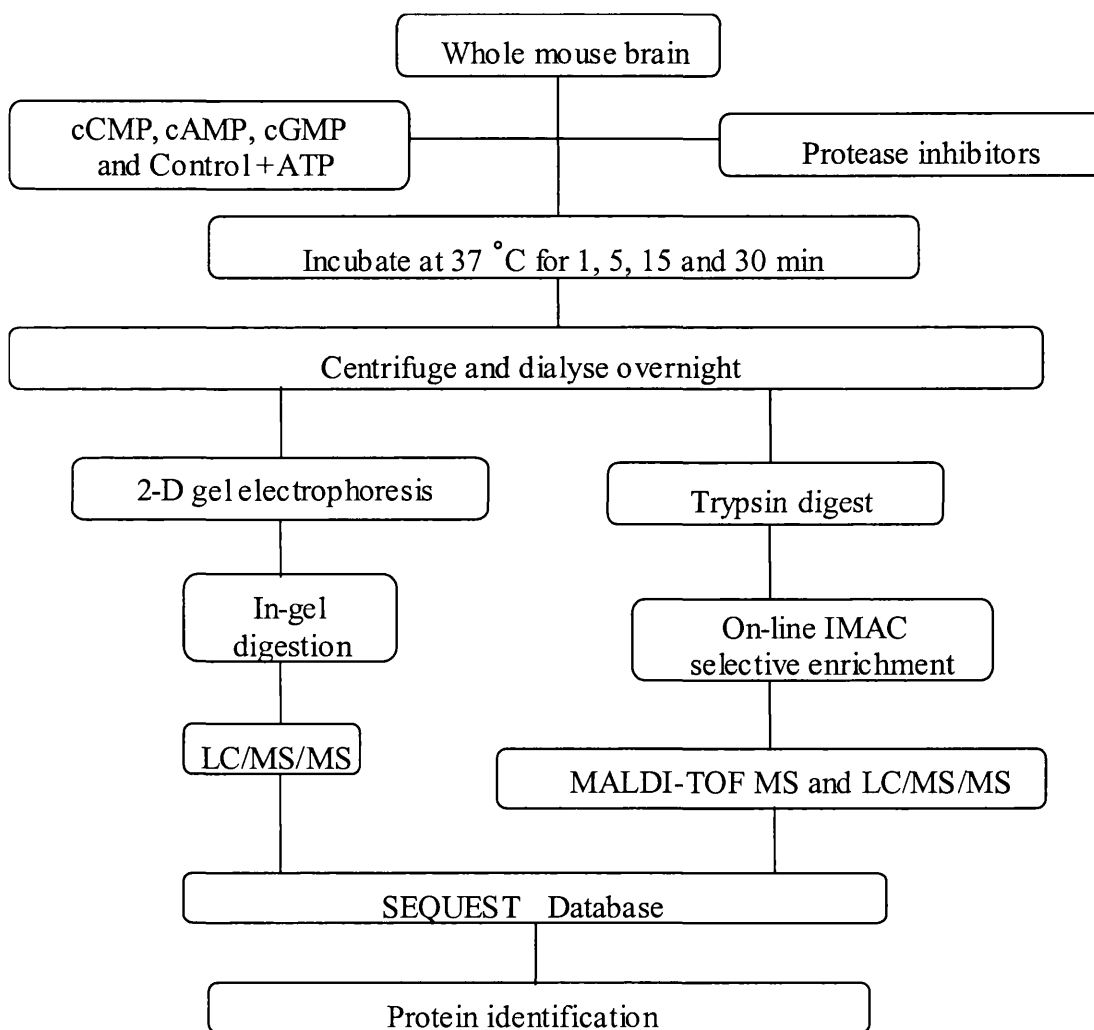 Whole mouse brain
cCMP, cAMP, cGMP
and Control +ATP
Protease inhibitors
Incubate at 37 °C for 1, 5, 15 and 30 min
Centrifuge and dialyse overnight
2-D gel electrophoresis
Trypsin digest
In-gel
digestion
On-line IMAC
selective enrichment
LC/MS/MS
MALDI-TOF MS and LC/MS/MS
SEQUEST Database
Protein identification